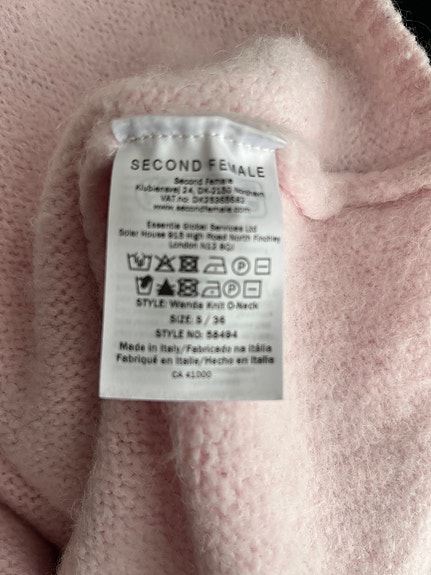 SECOND FEMALE
Second Female
24, DK-2150 Nordhavn
VAT no: DK25365642
www.secondfemale.com
Essentia Global Services Ltd
Solar House 915 High Road North Finchley
London N12 8QJ
P
P
STYLE: Wanda Knit O-Neck
SIZE: S / 36
STYLE NO: 58494
Made in Italy/Fabricado na Itália
Fabriqué en Italie/Hecho en Italia
CA 41000